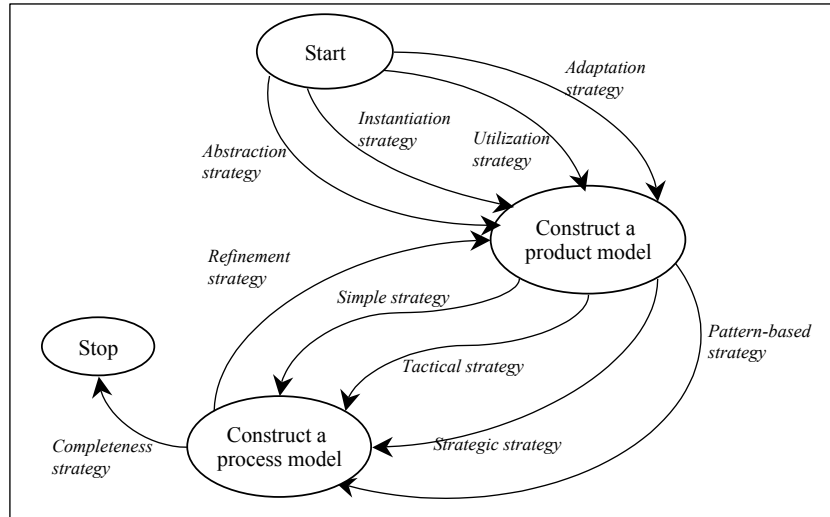 Start
Adaptation
strategy
Instantiation
strategy
Utilization
strategy
Abstraction
strategy
Construct a
product model
Refinement
strategy
Simple strategy
Stop
Pattern-based
strategy
Tactical strategy
Construct a
process model
Completeness
strategy
Strategic strategy